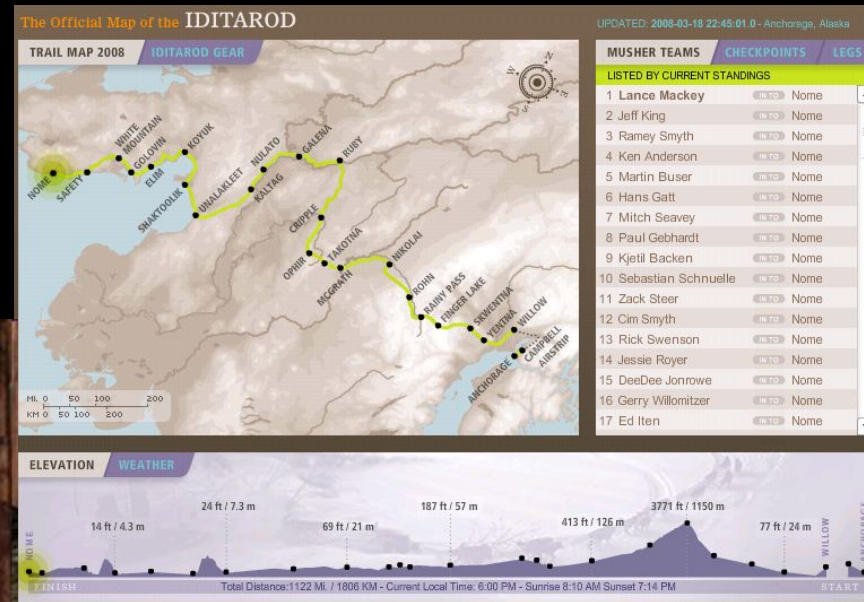 The Official Map of the IDITAROD
UPDATED: 2008-03-18 22:45:01.0 - Anchorage, Alaska
TRAIL MAP 2008
IDITAROD GEAR
N
W
E
S
NOME
SAFETY
WHITE MOUNTAIN
GOLOVIN
ELIM
KOYUK
SHAKTOOLIK
UNALAKLEET
KALTAG
NULATO
GALENA
RUBY
CRIPPLE
OPHIR
TAKOTNA
MCGRATH
NIKOLAI
ROHN
RAINY PASS
FINGER LAKE
SKWENTNA
YENTNA
WILLOW
CAMPBELL AIRSTRIP
ANCHORAGE
MI. 0 50 100 200
KM 0 50 100 200
MUSHER TEAMS
CHECKPOINTS
LEGS
LISTED BY CURRENT STANDINGS
1 Lance Mackey IN TO Nome
2 Jeff King IN TO Nome
3 Ramey Smyth IN TO Nome
4 Ken Anderson IN TO Nome
5 Martin Buser IN TO Nome
6 Hans Gatt IN TO Nome
7 Mitch Seavey IN TO Nome
8 Paul Gebhardt IN TO Nome
9 Kjetil Backen IN TO Nome
10 Sebastian Schnuelle IN TO Nome
11 Zack Steer IN TO Nome
12 Cim Smyth IN TO Nome
13 Rick Swenson IN TO Nome
14 Jessie Royer IN TO Nome
15 DeeDee Jonrowe IN TO Nome
16 Gerry Willomitzer IN TO Nome
17 Ed Iten IN TO Nome
ELEVATION
WEATHER
NOME
14 ft / 4.3 m
24 ft / 7.3 m
69 ft / 21 m
187 ft / 57 m
413 ft / 126 m
3771 ft / 1150 m
77 ft / 24 m
WILLOW
ANCHORAGE
FINISH
Total Distance:1122 Mi. / 1806 KM - Current Local Time: 6:00 PM - Sunrise 8:10 AM Sunset 7:14 PM
START